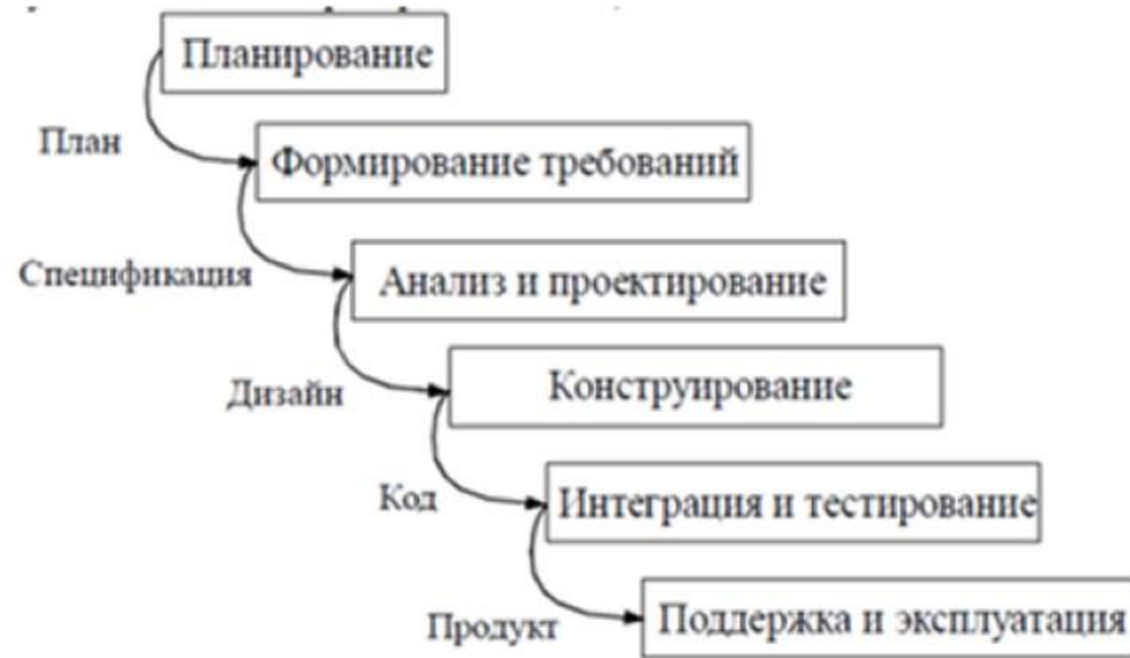 Планирование
План
Формирование требований
Спецификация
Анализ и проектирование
Дизайн
Конструирование
Код
Интеграция и тестирование
Продукт
Поддержка и эксплуатация